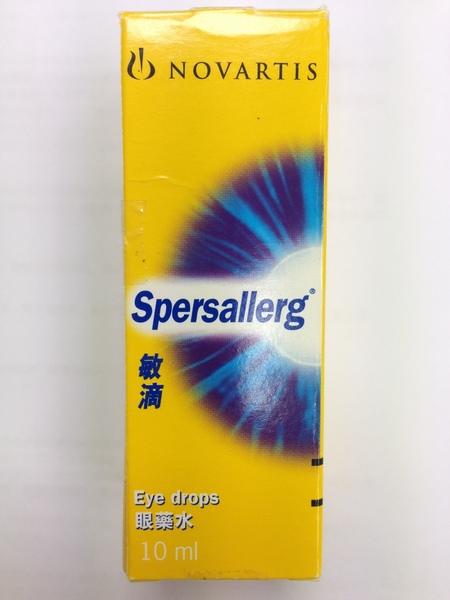 NOVARTIS
Spersallerg®
敏
滴
Eye drops
眼藥水
10 ml